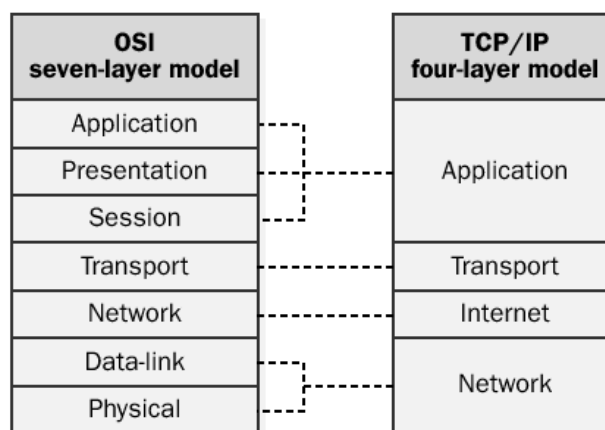 OSI
seven-layer model
Application
Presentation
Session
Transport
Network
Data-link
Physical
TCP/IP
four-layer model
Application
Transport
Internet
Network